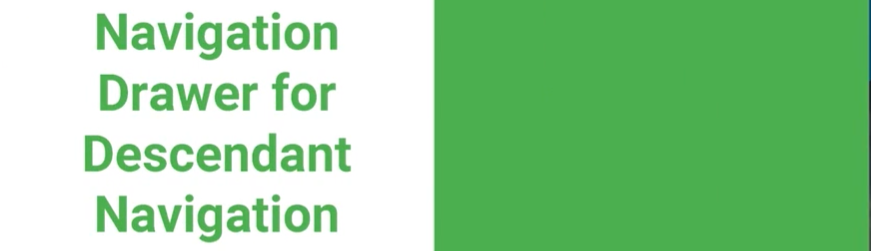 Navigation
Drawer for
Descendant
Navigation